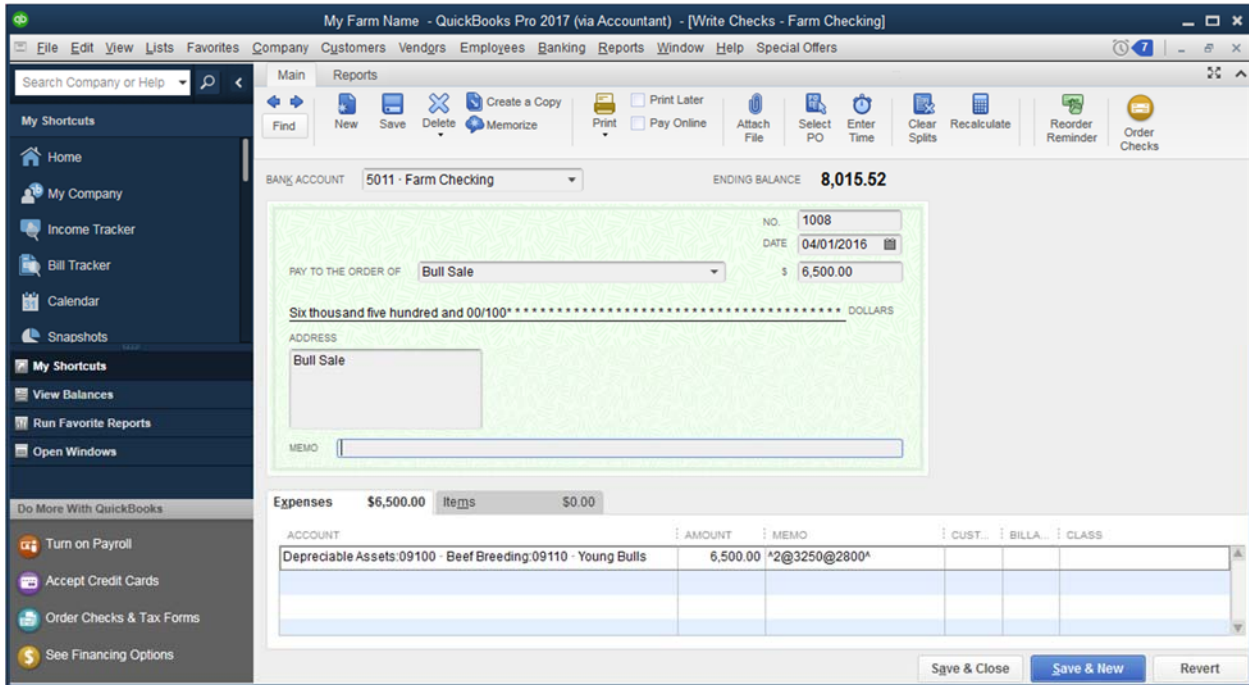 qb
My Farm Name - QuickBooks Pro 2017 (via Accountant) - [Write Checks - Farm Checking]
File Edit View Lists Favorites Company Customers Vendors Employees Banking Reports Window Help Special Offers 7
Search Company or Help
My Shortcuts
Home
My Company
Income Tracker
Bill Tracker
31 Calendar
Snapshots
My Shortcuts
View Balances
Run Favorite Reports
Open Windows
Do More With QuickBooks
Turn on Payroll
Accept Credit Cards
Order Checks & Tax Forms
$ See Financing Options
Main Reports
Find New Save Delete Create a Copy Memorize Print Print Later Pay Online Attach File Select PO Enter Time Clear Splits Recalculate Reorder Reminder Order Checks
BANK ACCOUNT 5011 · Farm Checking ENDING BALANCE 8,015.52
NO. 1008
DATE 04/01/2016
PAY TO THE ORDER OF Bull Sale $ 6,500.00
Six thousand five hundred and 00/100* * * * * * * * * * * * * * * * * * * * * * * * * * * * * * * * * * * * * * * * * DOLLARS
ADDRESS
Bull Sale
MEMO
Expenses $6,500.00 Items $0.00
ACCOUNT AMOUNT MEMO CUST... BILLA... CLASS
Depreciable Assets:09100 · Beef Breeding:09110 · Young Bulls 6,500.00 ^2@3250@2800^
Save & Close Save & New Revert